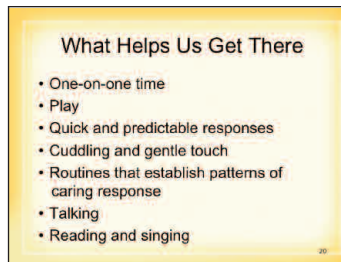 What Helps Us Get There
• One-on-one time
• Play
• Quick and predictable responses
• Cuddling and gentle touch
• Routines that establish patterns of
caring response
• Talking
• Reading and singing
20